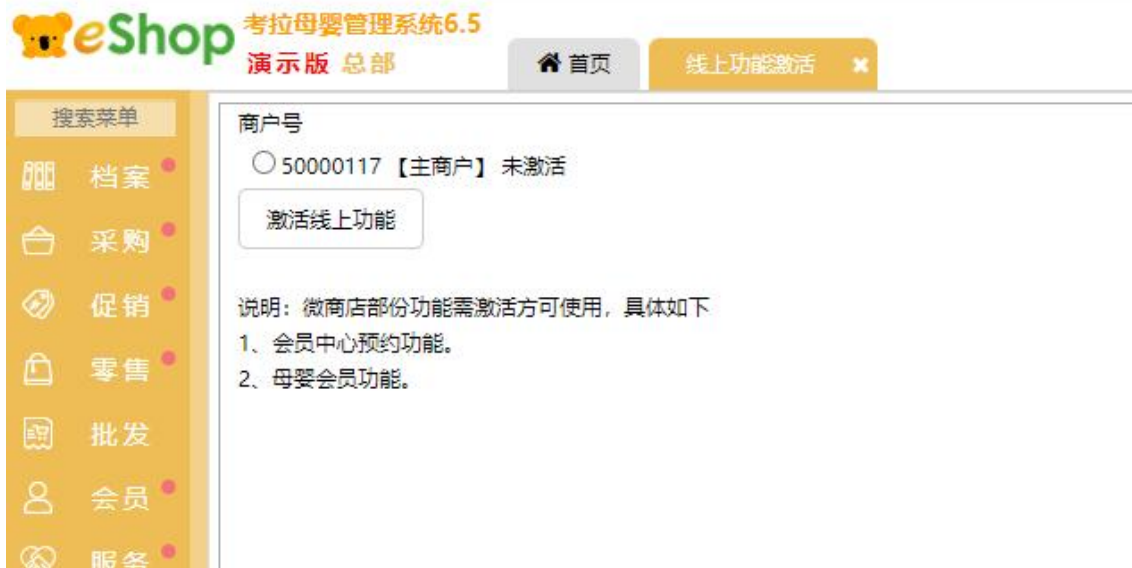 eShop 考拉母婴管理系统6.5
演示版 总部
首页 线上功能激活
搜索菜单
档案
采购
促销
零售
批发
会员
服务
商户号
50000117 【主商户】 未激活
激活线上功能
说明：微商店部份功能需激活方可使用，具体如下
1、会员中心预约功能。
2、母婴会员功能。